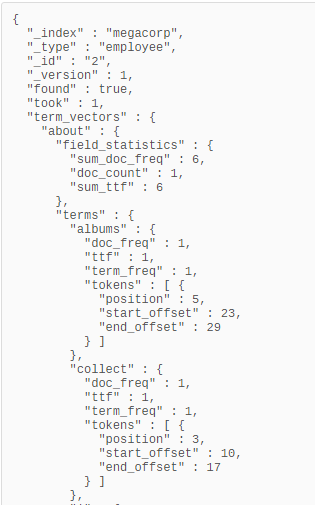 {
  "_index" : "megacorp",
  "_type" : "employee",
  "_id" : "2",
  "_version" : 1,
  "found" : true,
  "took" : 1,
  "term_vectors" : {
    "about" : {
      "field_statistics" : {
        "sum_doc_freq" : 6,
        "doc_count" : 1,
        "sum_ttf" : 6
      },
      "terms" : {
        "albums" : {
          "doc_freq" : 1,
          "ttf" : 1,
          "term_freq" : 1,
          "tokens" : [ {
            "position" : 5,
            "start_offset" : 23,
            "end_offset" : 29
          } ]
        },
        "collect" : {
          "doc_freq" : 1,
          "ttf" : 1,
          "term_freq" : 1,
          "tokens" : [ {
            "position" : 3,
            "start_offset" : 10,
            "end_offset" : 17
          } ]
        },